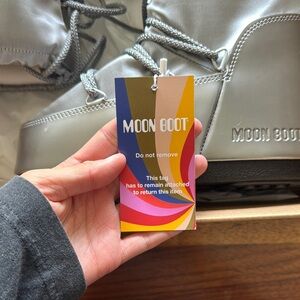 MOON BOOT
Do not remove
This tag
has to remain attached
to return this item
MOON BOOT